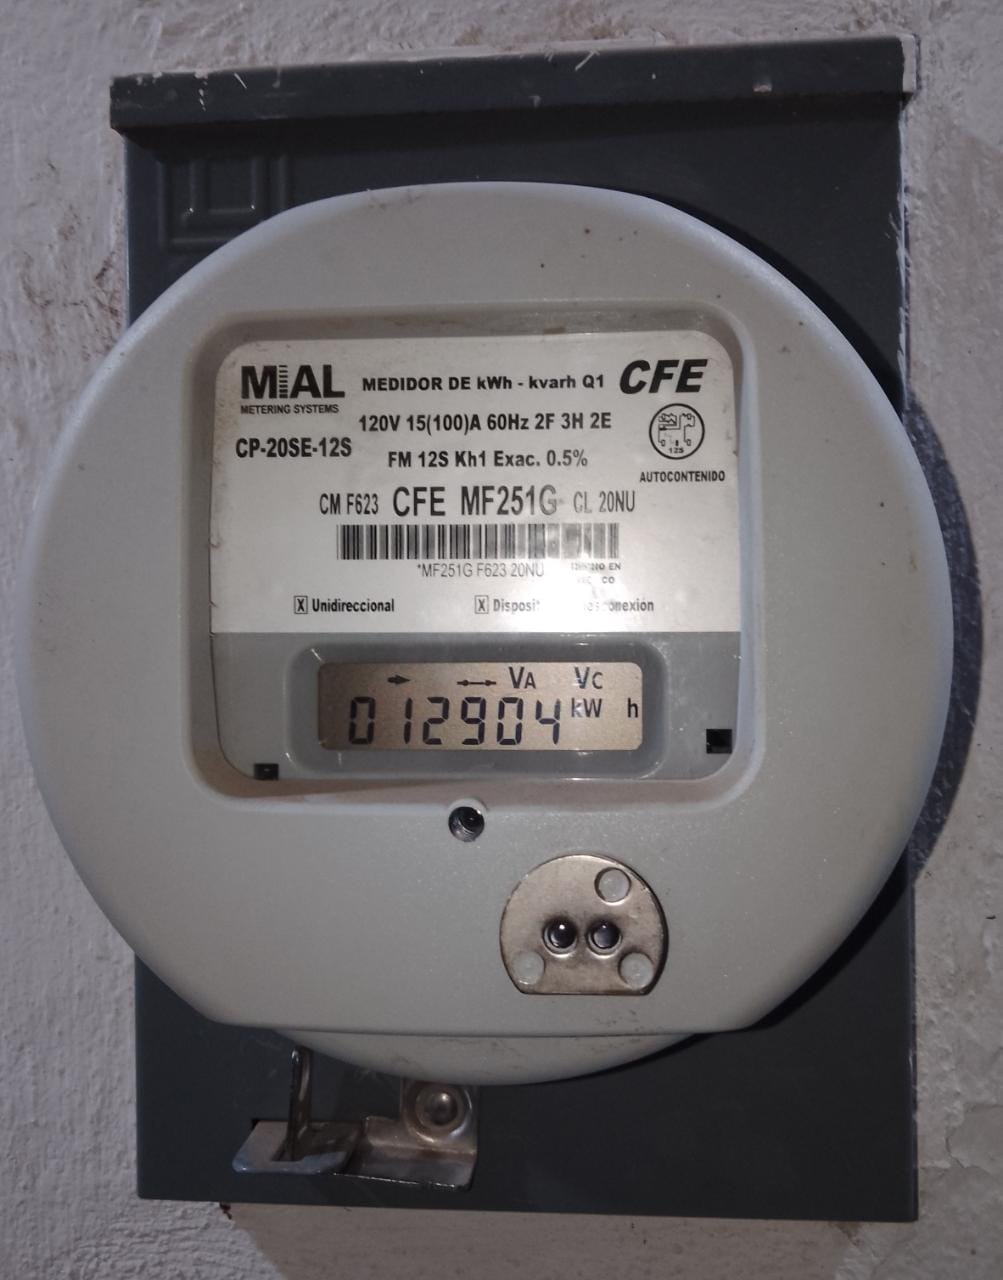 MIAL
METERING SYSTEMS
MEDIDOR DE kWh - kvarh Q1
CFE
120V 15(100)A 60Hz 2F 3H 2E
CP-20SE-12S
FM 12S Kh1 Exac. 0.5%
12S
AUTOCONTENIDO
CM F623 CFE MF251G CL 20NU
*MF251G F623 20NU
EN
X Unidireccional
X
VA VC
012904 kW h